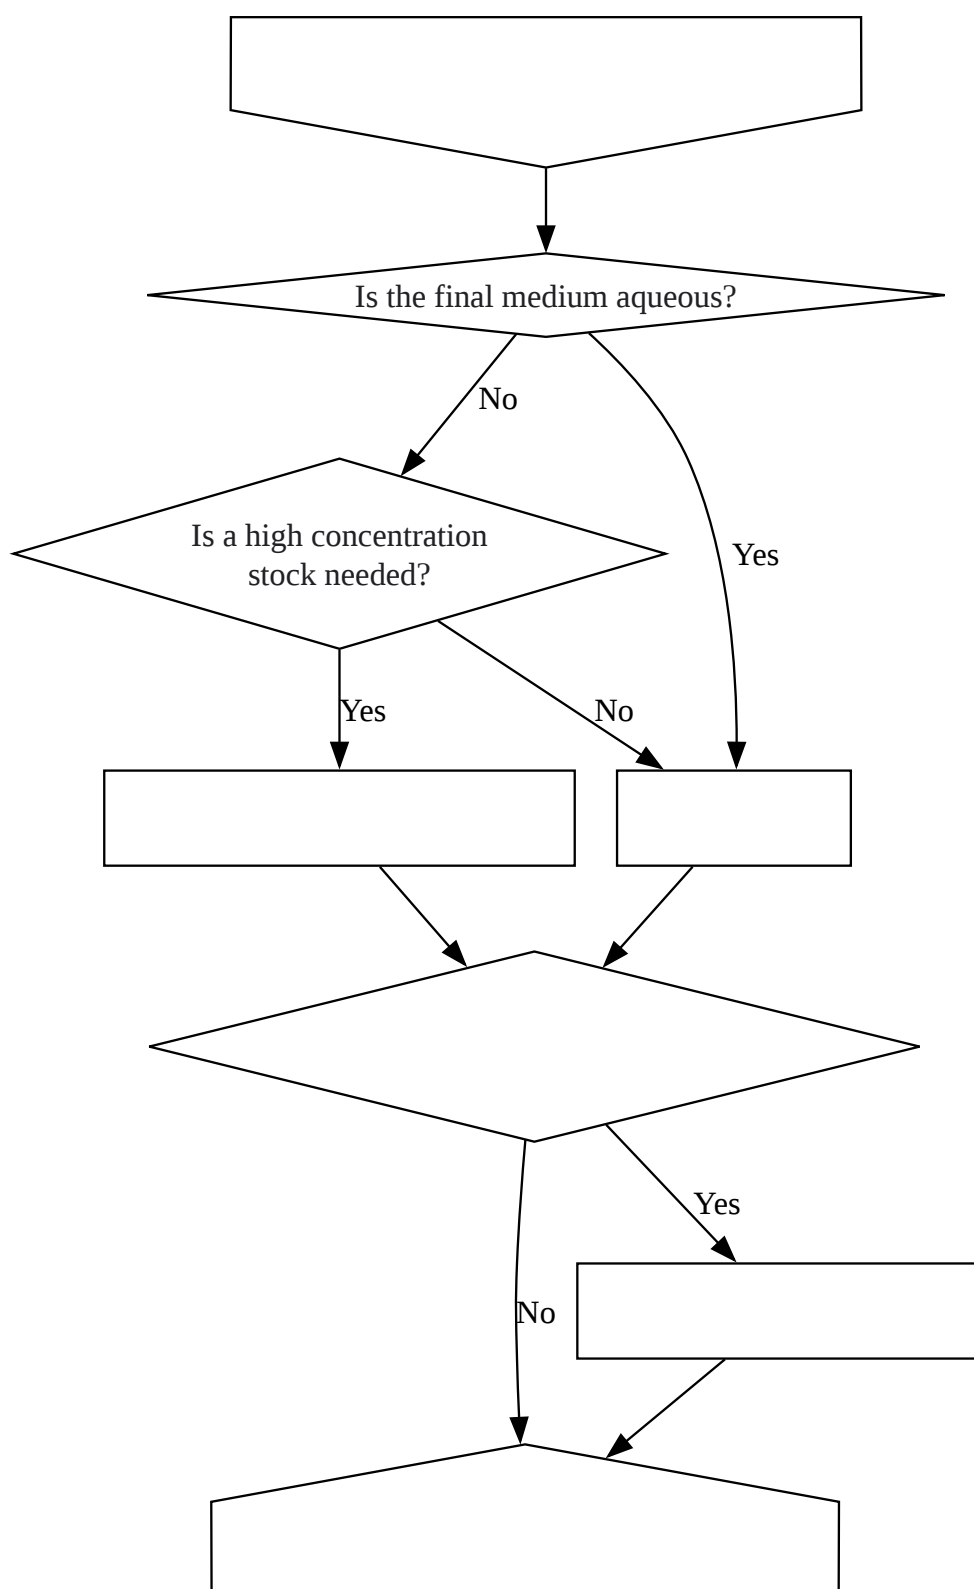 Is the final medium aqueous?
No
Is a high concentration
stock needed?
Yes
Yes
No
Yes
No